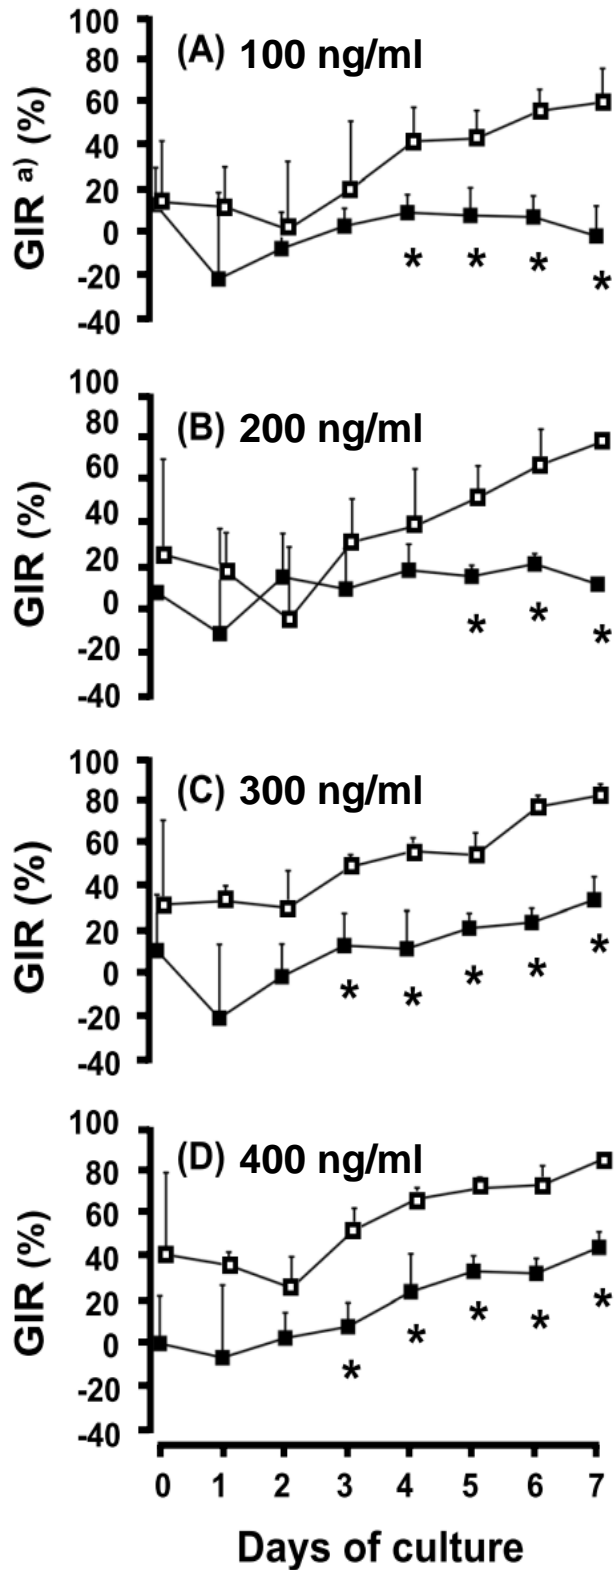 100
(A) 100 ng/ml
80
60
40
20
0
-20
-40
GIR a) (%)
* * * *
100
(B) 200 ng/ml
80
60
40
20
0
-20
-40
GIR (%)
* * *
100
(C) 300 ng/ml
80
60
40
20
0
-20
-40
GIR (%)
* * * * *
100
(D) 400 ng/ml
80
60
40
20
0
-20
-40
GIR (%)
* * * * *
0 1 2 3 4 5 6 7
Days of culture